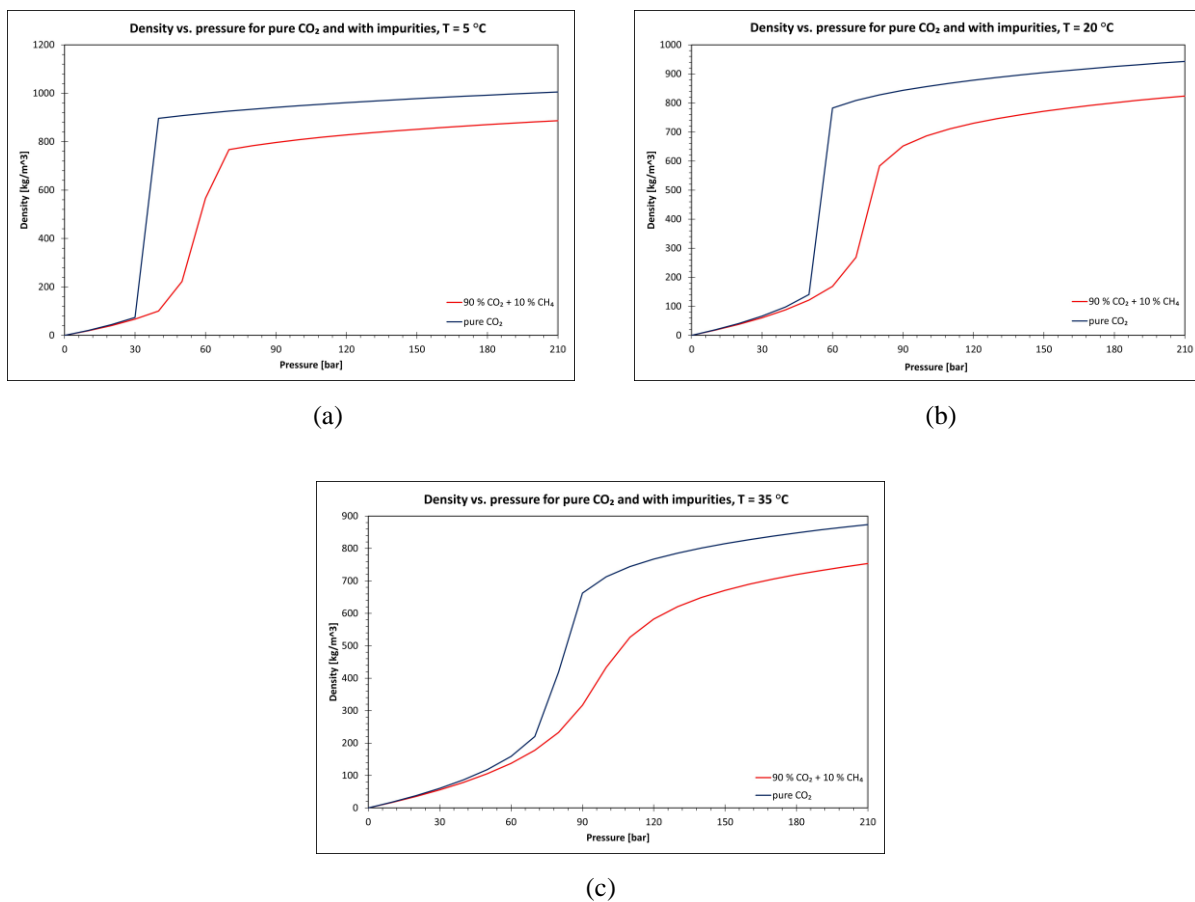 Density vs. pressure for pure CO₂ and with impurities, T = 5 °C
1200
1000
800
600
400
200
0
Density [kg/m^3]
0 30 60 90 120 150 180 210
Pressure [bar]
90 % CO₂ + 10 % CH₄
pure CO₂
(a)
Density vs. pressure for pure CO₂ and with impurities, T = 20 °C
1000
900
800
700
600
500
400
300
200
100
0
Density [kg/m^3]
0 30 60 90 120 150 180 210
Pressure [bar]
90 % CO₂ + 10 % CH₄
pure CO₂
(b)
Density vs. pressure for pure CO₂ and with impurities, T = 35 °C
900
800
700
600
500
400
300
200
100
0
Density [kg/m^3]
0 30 60 90 120 150 180 210
Pressure [bar]
90 % CO₂ + 10 % CH₄
pure CO₂
(c)